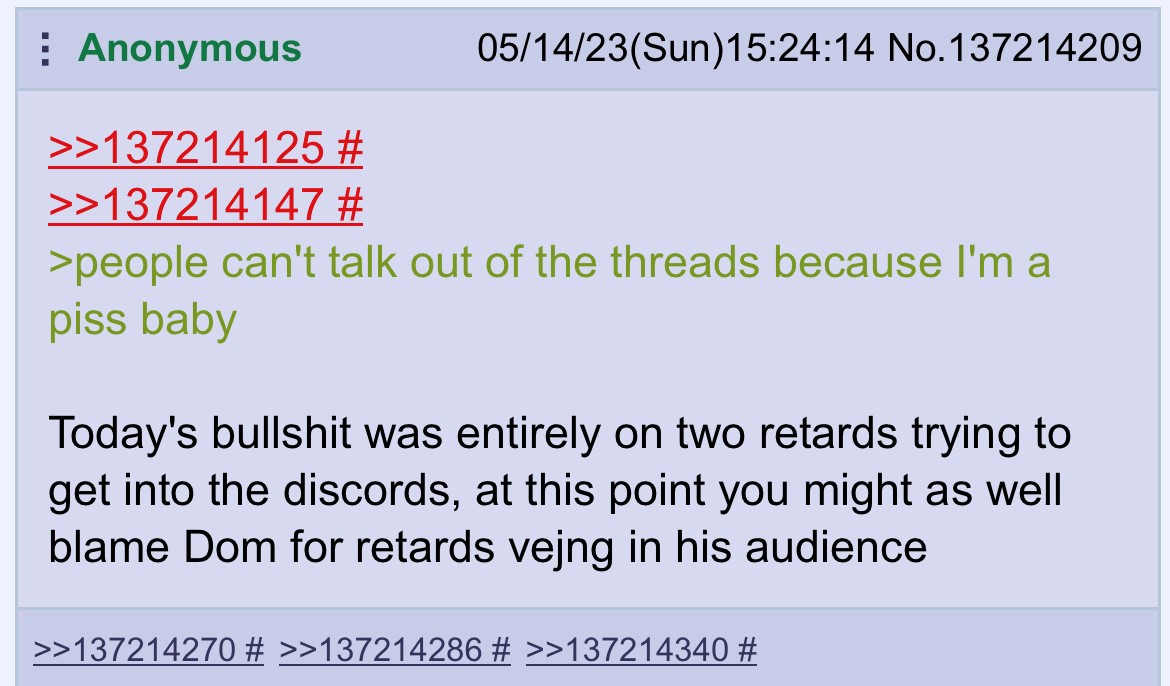 Anonymous 05/14/23(Sun)15:24:14 No.137214209
>>137214125 #
>>137214147 #
>people can't talk out of the threads because I'm a
piss baby
Today's bullshit was entirely on two retards trying to
get into the discords, at this point you might as well
blame Dom for retards vejng in his audience
>>137214270 # >>137214286 # >>137214340 #